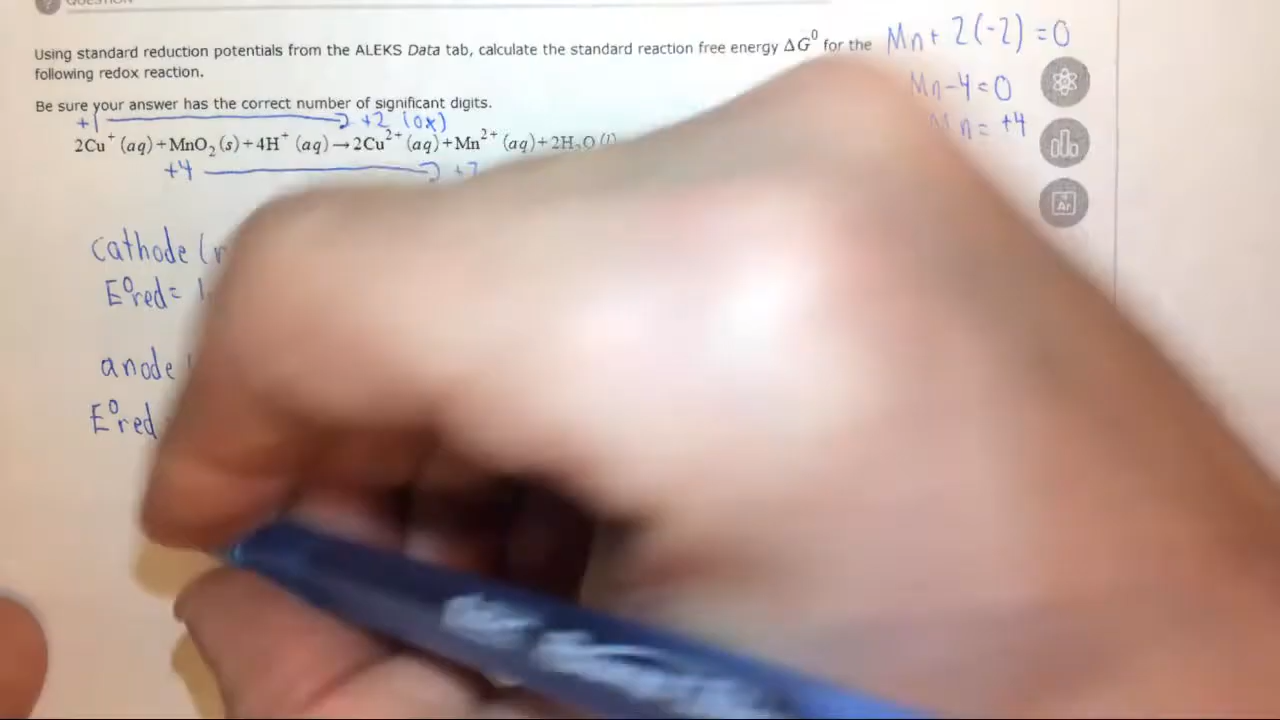 Using standard reduction potentials from the ALEKS Data tab, calculate the standard reaction free energy ΔG⁰ for the
following redox reaction.
Be sure your answer has the correct number of significant digits.
+1 → +2 (ox)
2Cu⁺ (aq) + MnO₂ (s) + 4H⁺ (aq) → 2Cu²⁺ (aq) + Mn²⁺ (aq) + 2H₂O (l)
+4 →
Mn + 2(-2) = 0
Mn - 4 = 0
Mn = +4
cathode (
E⁰red =
anode
E⁰red
Ar